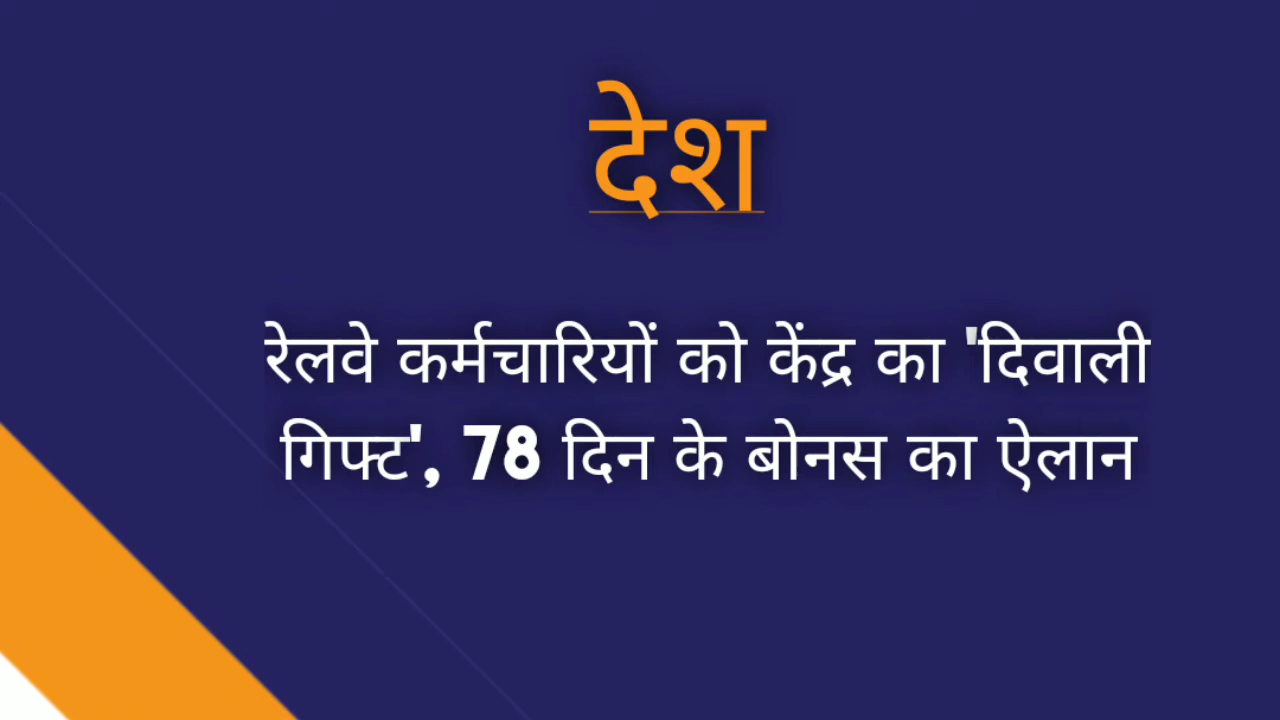 देश
रेलवे कर्मचारियों को केंद्र का 'दिवाली
गिफ्ट', 78 दिन के बोनस का ऐलान